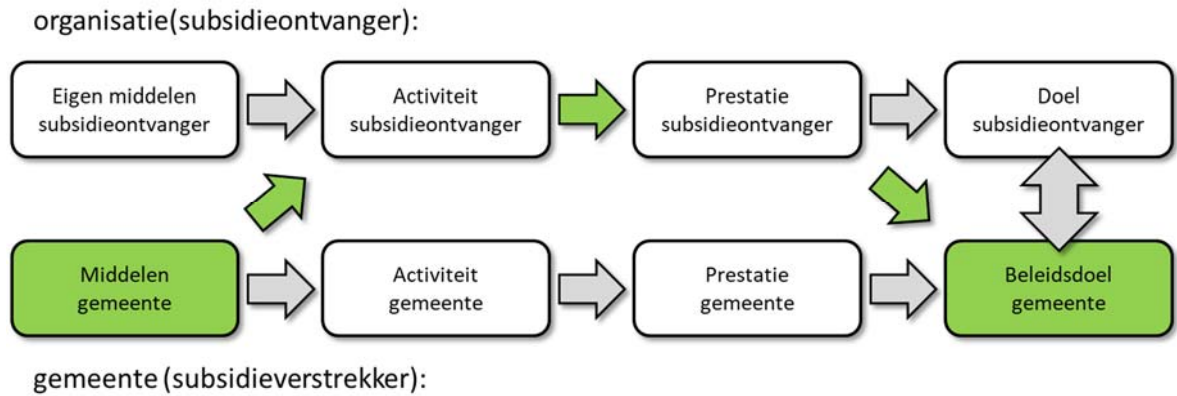 organisatie(subsidieontvanger):
Eigen middelen
subsidieontvanger
Activiteit
subsidieontvanger
Prestatie
subsidieontvanger
Doel
subsidieontvanger
Middelen
gemeente
Activiteit
gemeente
Prestatie
gemeente
Beleidsdoel
gemeente
gemeente (subsidieverstrekker):